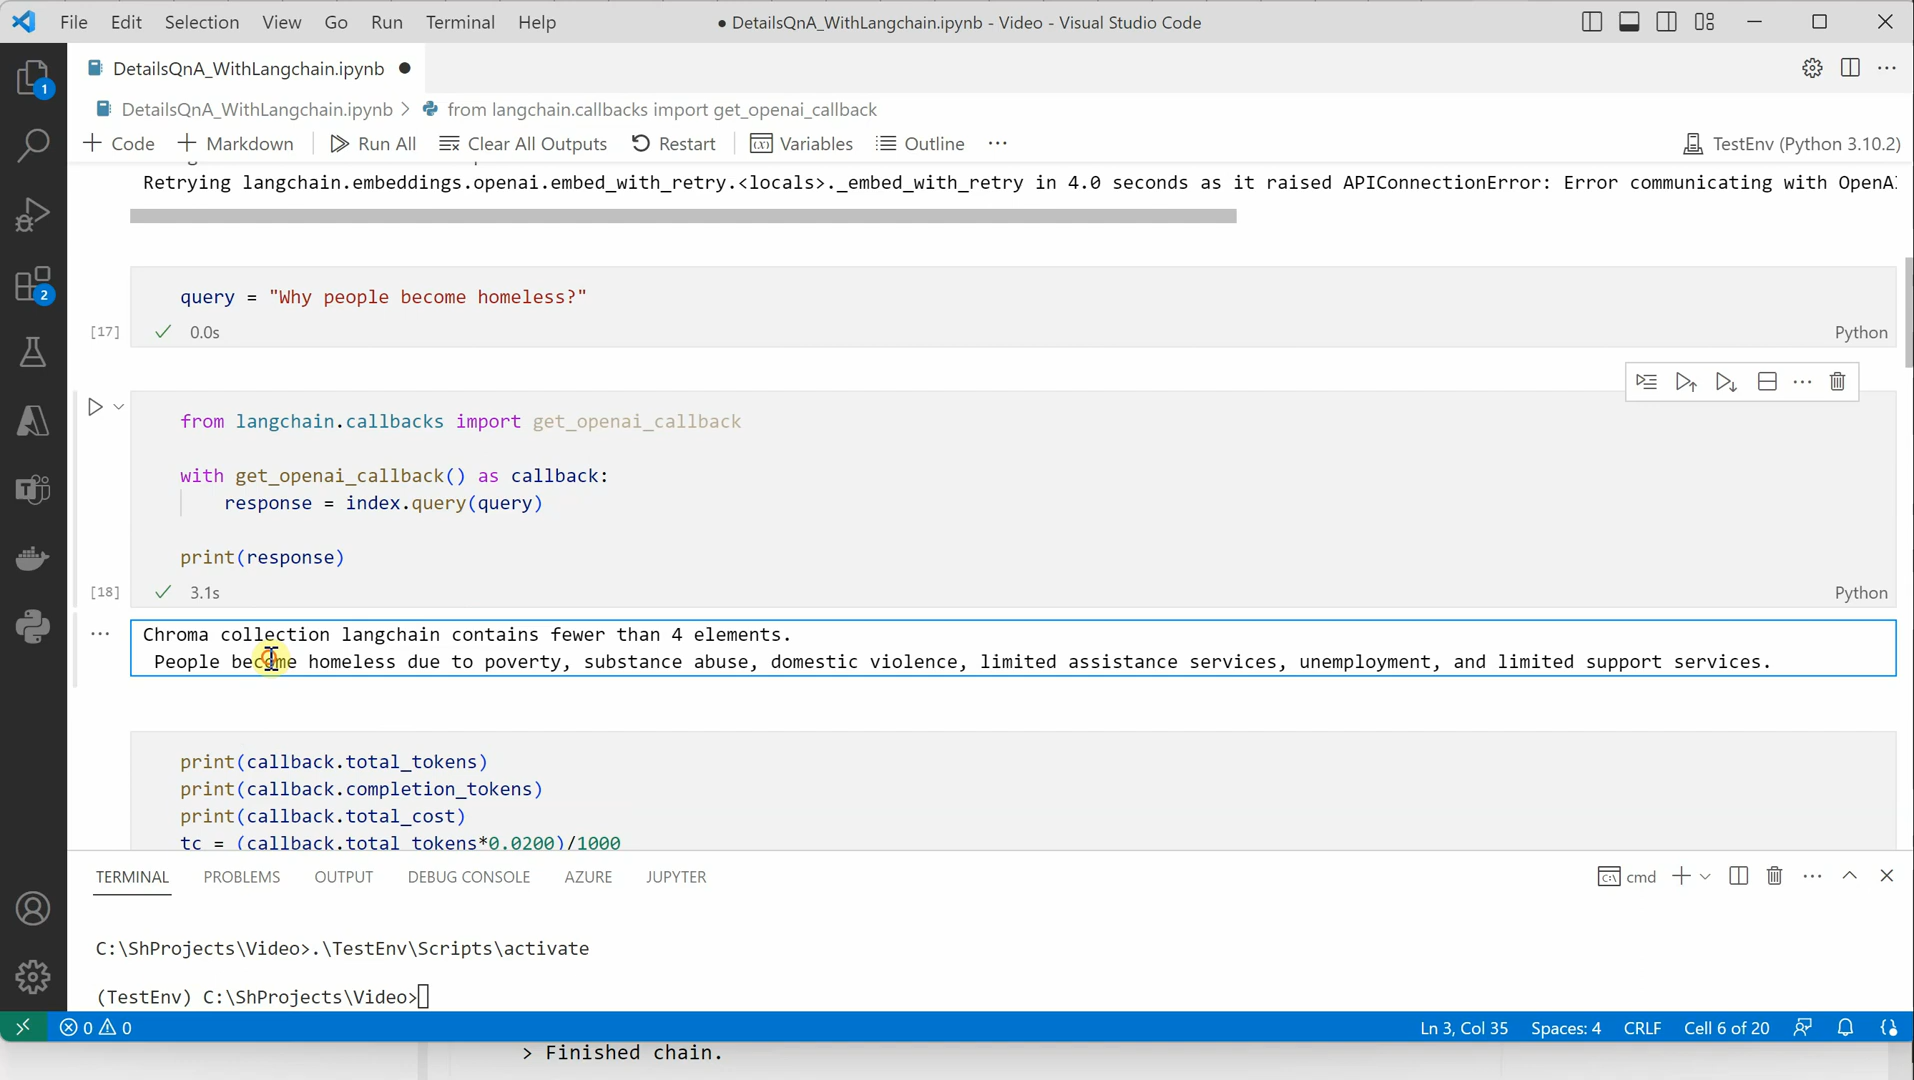 File Edit Selection View Go Run Terminal Help
● DetailsQnA_WithLangchain.ipynb - Video - Visual Studio Code
DetailsQnA_WithLangchain.ipynb ●
DetailsQnA_WithLangchain.ipynb > from langchain.callbacks import get_openai_callback
+ Code + Markdown Run All Clear All Outputs Restart Variables Outline ...
TestEnv (Python 3.10.2)
Retrying langchain.embeddings.openai.embed_with_retry.<locals>._embed_with_retry in 4.0 seconds as it raised APIConnectionError: Error communicating with OpenAI
query = "Why people become homeless?"
[17] 0.0s Python
from langchain.callbacks import get_openai_callback
with get_openai_callback() as callback:
response = index.query(query)
print(response)
[18] 3.1s Python
Chroma collection langchain contains fewer than 4 elements.
People become homeless due to poverty, substance abuse, domestic violence, limited assistance services, unemployment, and limited support services.
print(callback.total_tokens)
print(callback.completion_tokens)
print(callback.total_cost)
tc = (callback.total_tokens*0.0200)/1000
TERMINAL PROBLEMS OUTPUT DEBUG CONSOLE AZURE JUPYTER
cmd
C:\ShProjects\Video>.\TestEnv\Scripts\activate
(TestEnv) C:\ShProjects\Video>
1
2
0 0
Ln 3, Col 35 Spaces: 4 CRLF Cell 6 of 20
> Finished chain.